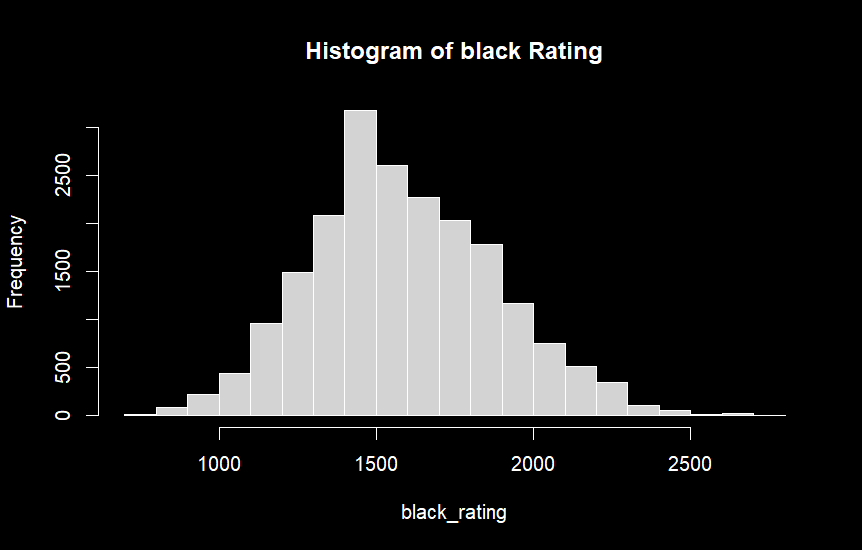 Histogram of black Rating
Frequency
2500
1500
500
0
1000 1500 2000 2500
black_rating